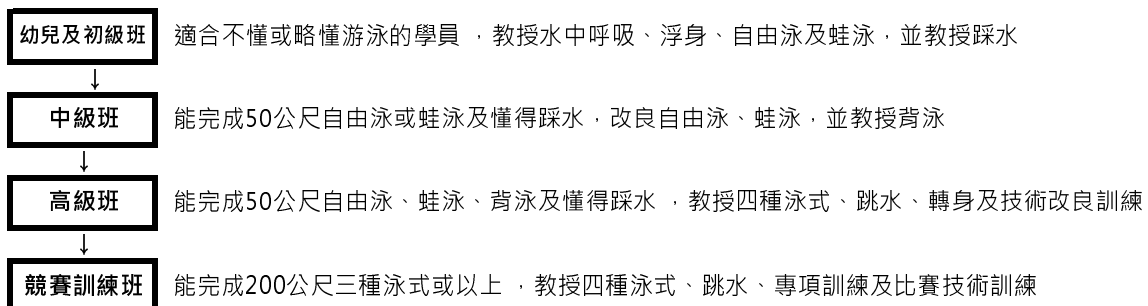 幼兒及初級班 適合不懂或略懂游泳的學員，教授水中呼吸、浮身、自由泳及蛙泳，並教授踩水
↓
中級班 能完成50公尺自由泳或蛙泳及懂得踩水，改良自由泳、蛙泳，並教授背泳
↓
高級班 能完成50公尺自由泳、蛙泳、背泳及懂得踩水，教授四種泳式、跳水、轉身及技術改良訓練
↓
競賽訓練班 能完成200公尺三種泳式或以上，教授四種泳式、跳水、專項訓練及比賽技術訓練